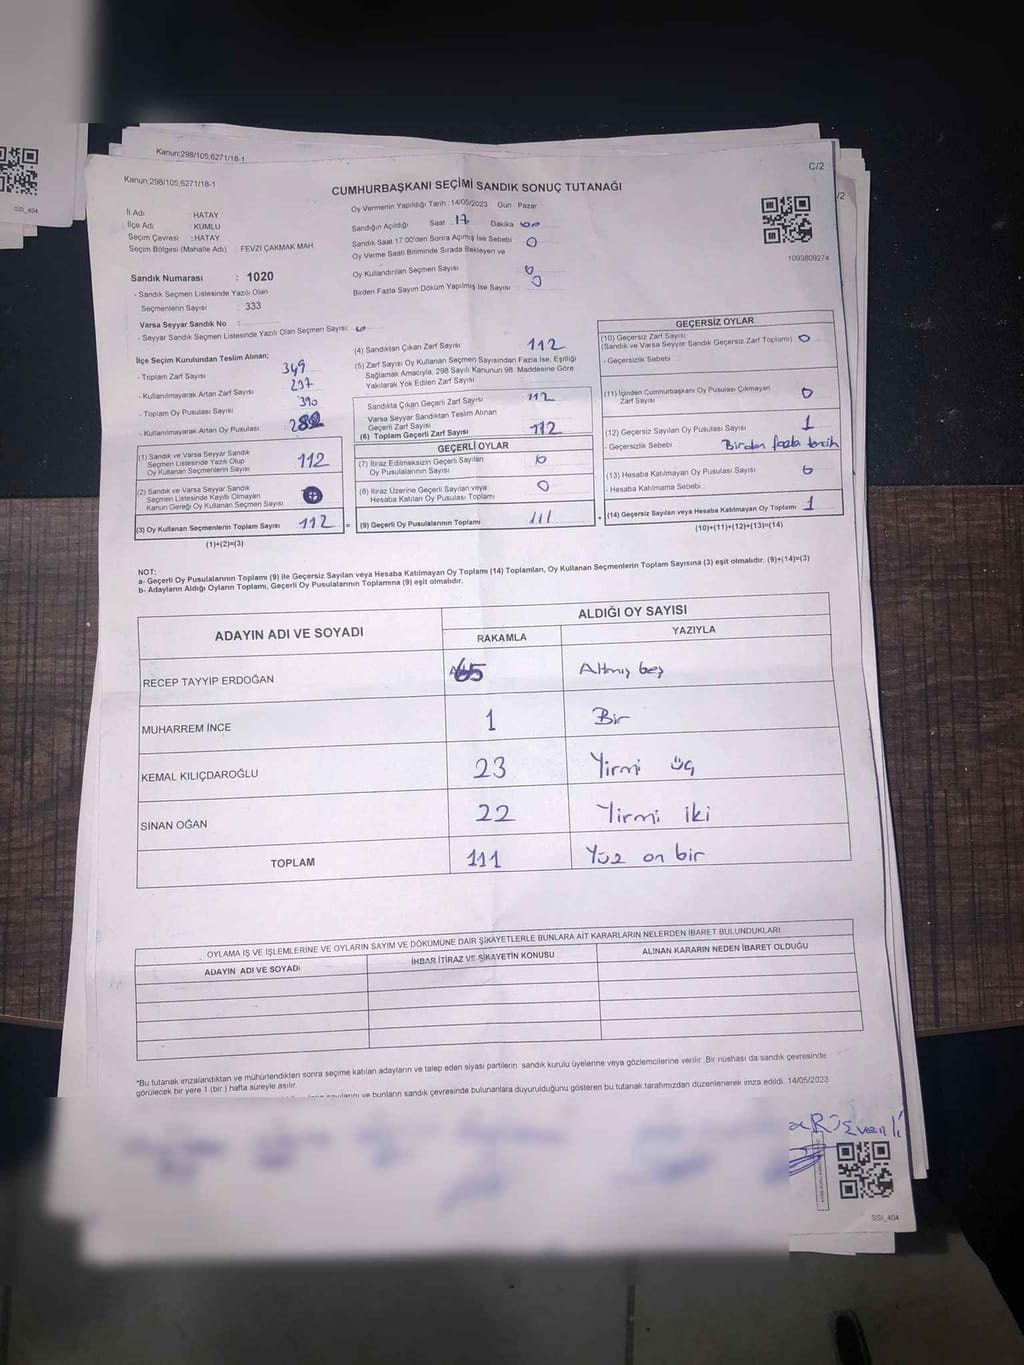 Kanun:298/105;6271/18-1
Kanun:298/105;6271/18-1
C/2
/2
CUMHURBAŞKANI SEÇİMİ SANDIK SONUÇ TUTANAĞI
SSI_404
1093809274
İl Adı HATAY
İlçe Adı KUMLU
Seçim Çevresi : HATAY
Seçim Bölgesi (Mahalle Adı) : FEVZİ ÇAKMAK MAH
Sandık Numarası : 1020
- Sandık Seçmen Listesinde Yazılı Olan
Seçmenlerin Sayısı : 333
Varsa Seyyar Sandık No :
- Seyyar Sandık Seçmen Listesinde Yazılı Olan Seçmen Sayısı: 0
Oy Vermenin Yapıldığı Tarih : 14/05/2023 Gün : Pazar
Sandığın Açıldığı Saat 17 Dakika 00
Sandık Saat 17:00'den Sonra Açımış İse Sebebi 0
Oy Verme Saati Bitiminde Sırada Bekleyen ve
Oy Kullandırılan Seçmen Sayısı 0
Birden Fazla Sayım Döküm Yapılmış İse Sayısı : 0
İlçe Seçim Kurulundan Teslim Alınan;
- Toplam Zarf Sayısı 349
- Kullanılmayarak Artan Zarf Sayısı 237
- Toplam Oy Pusulası Sayısı 390
- Kullanılmayarak Artan Oy Pusulası
(1) Sandık ve Varsa Seyyar Sandık
Seçmen Listesinde Yazılı Olup
Oy Kullanan Seçmenlerin Sayısı 112
(2) Sandık ve Varsa Seyyar Sandık
Seçmen Listesinde Kayıtlı Olmayan
Kanun Gereği Oy Kullanan Seçmen Sayısı
(3) Oy Kullanan Seçmenlerin Toplam Sayısı 112 =
(1)+(2)=(3)
(4) Sandıktan Çıkan Zarf Sayısı 112
(5) Zarf Sayısı Oy Kullanan Seçmen Sayısından Fazla İse, Eşitliği
Sağlamak Amacıyla, 298 Sayılı Kanunun 98. Maddesine Göre
Yakılarak Yok Edilen Zarf Sayısı
Sandıkta Çıkan Geçerli Zarf Sayısı 112
Varsa Seyyar Sandıktan Teslim Alınan
Geçerli Zarf Sayısı
(6) Toplam Geçerli Zarf Sayısı 112
GEÇERLİ OYLAR
(7) İtiraz Edilmeksizin Geçerli Sayılan
Oy Pusulalarının Sayısı
(8) İtiraz Üzerine Geçerli Sayılan veya
Hesaba Katılan Oy Pusulası Toplamı 0
(9) Geçerli Oy Pusulalarının Toplamı 111 +
GEÇERSİZ OYLAR
(10) Geçersiz Zarf Sayısı
(Sandık ve Varsa Seyyar Sandık Geçersiz Zarf Toplamı) 0
- Geçersizlik Sebebi
(11) İçinden Cumhurbaşkanı Oy Pusulası Çıkmayan
Zarf Sayısı 0
(12) Geçersiz Sayılan Oy Pusulası Sayısı 1
- Geçersizlik Sebebi Birden fazla tercih
(13) Hesaba Katılmayan Oy Pusulası Sayısı 0
- Hesaba Katılmama Sebebi
(14) Geçersiz Sayılan veya Hesaba Katılmayan Oy Toplamı 1
(10)+(11)+(12)+(13)=(14)
NOT:
a- Geçerli Oy Pusulalarının Toplamı (9) ile Geçersiz Sayılan veya Hesaba Katılmayan Oy Toplamı (14) Toplamları, Oy Kullanan Seçmenlerin Toplam Sayısına (3) eşit olmalıdır. (9)+(14)=(3)
b- Adayların Aldığı Oyların Toplamı, Geçerli Oy Pusulalarının Toplamına (9) eşit olmalıdır.
ADAYIN ADI VE SOYADI ALDIĞI OY SAYISI
RAKAMLA YAZIYLA
RECEP TAYYİP ERDOĞAN 65 Altmış beş
MUHARREM İNCE 1 Bir
KEMAL KILIÇDAROĞLU 23 Yirmi üç
SİNAN OĞAN 22 Yirmi iki
TOPLAM 111 Yüz on bir
OYLAMA İŞ VE İŞLEMLERİNE VE OYLARIN SAYIM VE DÖKÜMÜNE DAİR ŞİKAYETLERLE BUNLARA AİT KARARLARIN NELERDEN İBARET BULUNDUKLARI
ADAYIN ADI VE SOYADI İHBAR İTİRAZ VE ŞİKAYETİN KONUSU ALINAN KARARIN NEDEN İBARET OLDUĞU
*Bu tutanak imzalandıktan ve mühürlendikten sonra seçime katılan adayların ve talep eden siyasi partilerin sandık kurulu üyelerine veya gözlemcilerine verilir. Bir nüshası da sandık çevresinde
görülecek bir yere 1 (bir) hafta süreyle asılır.
ve bunların sandık çevresinde bulunanlara duyurulduğunu gösteren bu tutanak tarafımızdan düzenlenerek imza edildi. 14/05/2023
SSI_404